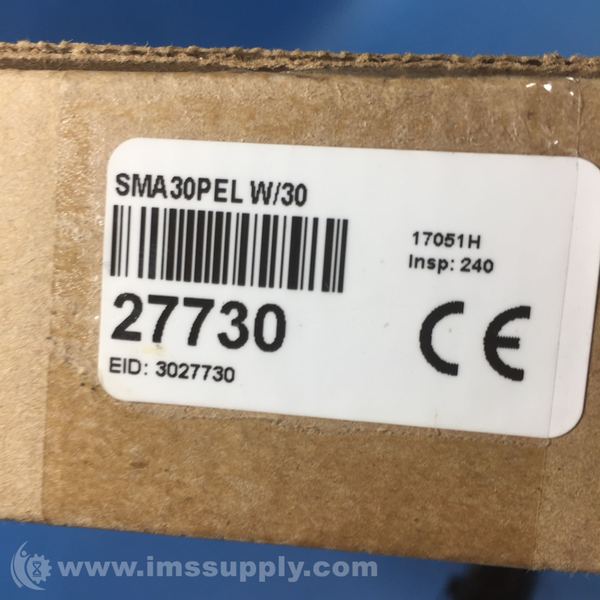 SMA30PEL W/30
17051H
Insp: 240
27730
CE
EID: 3027730
www.imssupply.com